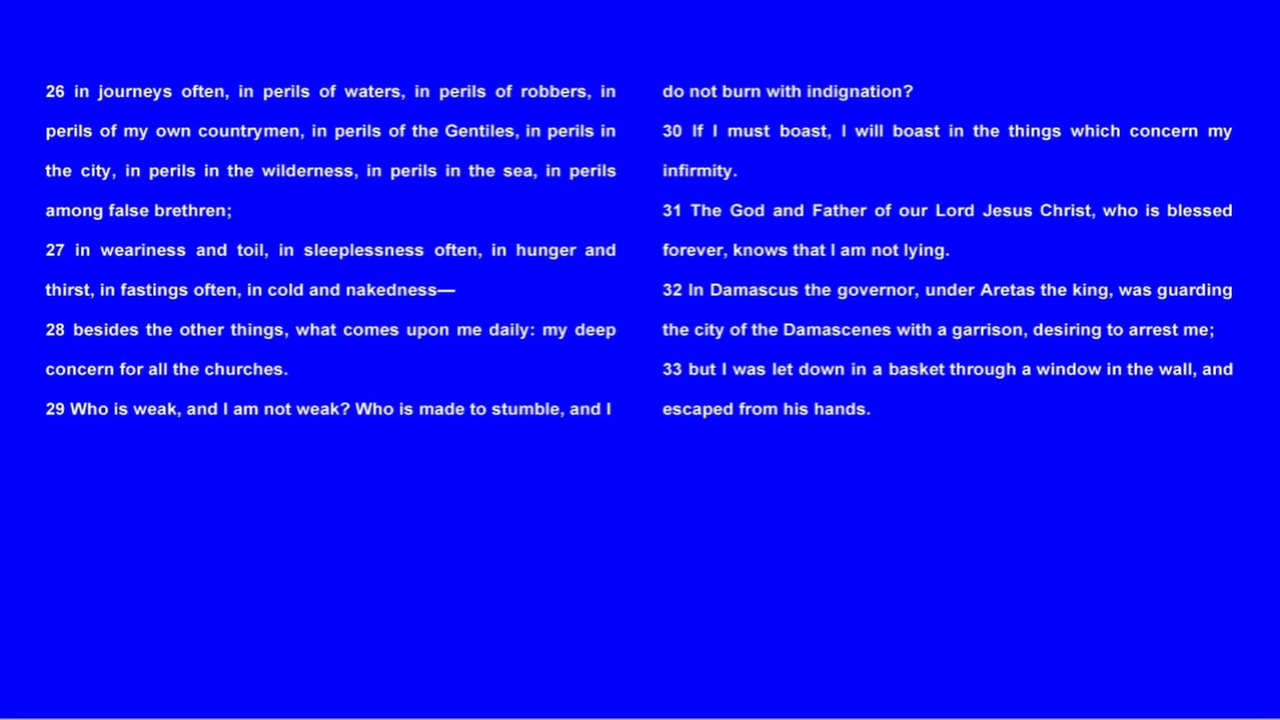 26 in journeys often, in perils of waters, in perils of robbers, in
perils of my own countrymen, in perils of the Gentiles, in perils in
the city, in perils in the wilderness, in perils in the sea, in perils
among false brethren;
27 in weariness and toil, in sleeplessness often, in hunger and
thirst, in fastings often, in cold and nakedness—
28 besides the other things, what comes upon me daily: my deep
concern for all the churches.
29 Who is weak, and I am not weak? Who is made to stumble, and I
do not burn with indignation?
30 If I must boast, I will boast in the things which concern my
infirmity.
31 The God and Father of our Lord Jesus Christ, who is blessed
forever, knows that I am not lying.
32 In Damascus the governor, under Aretas the king, was guarding
the city of the Damascenes with a garrison, desiring to arrest me;
33 but I was let down in a basket through a window in the wall, and
escaped from his hands.